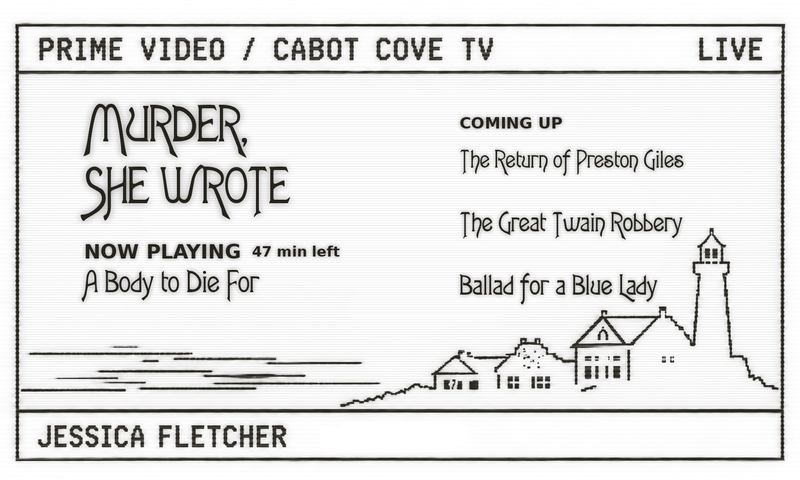 PRIME VIDEO / CABOT COVE TV
LIVE
MURDER,
SHE WROTE
NOW PLAYING 47 min left
A Body to Die For
COMING UP
The Return of Preston Giles
The Great Twain Robbery
Ballad for a Blue Lady
JESSICA FLETCHER